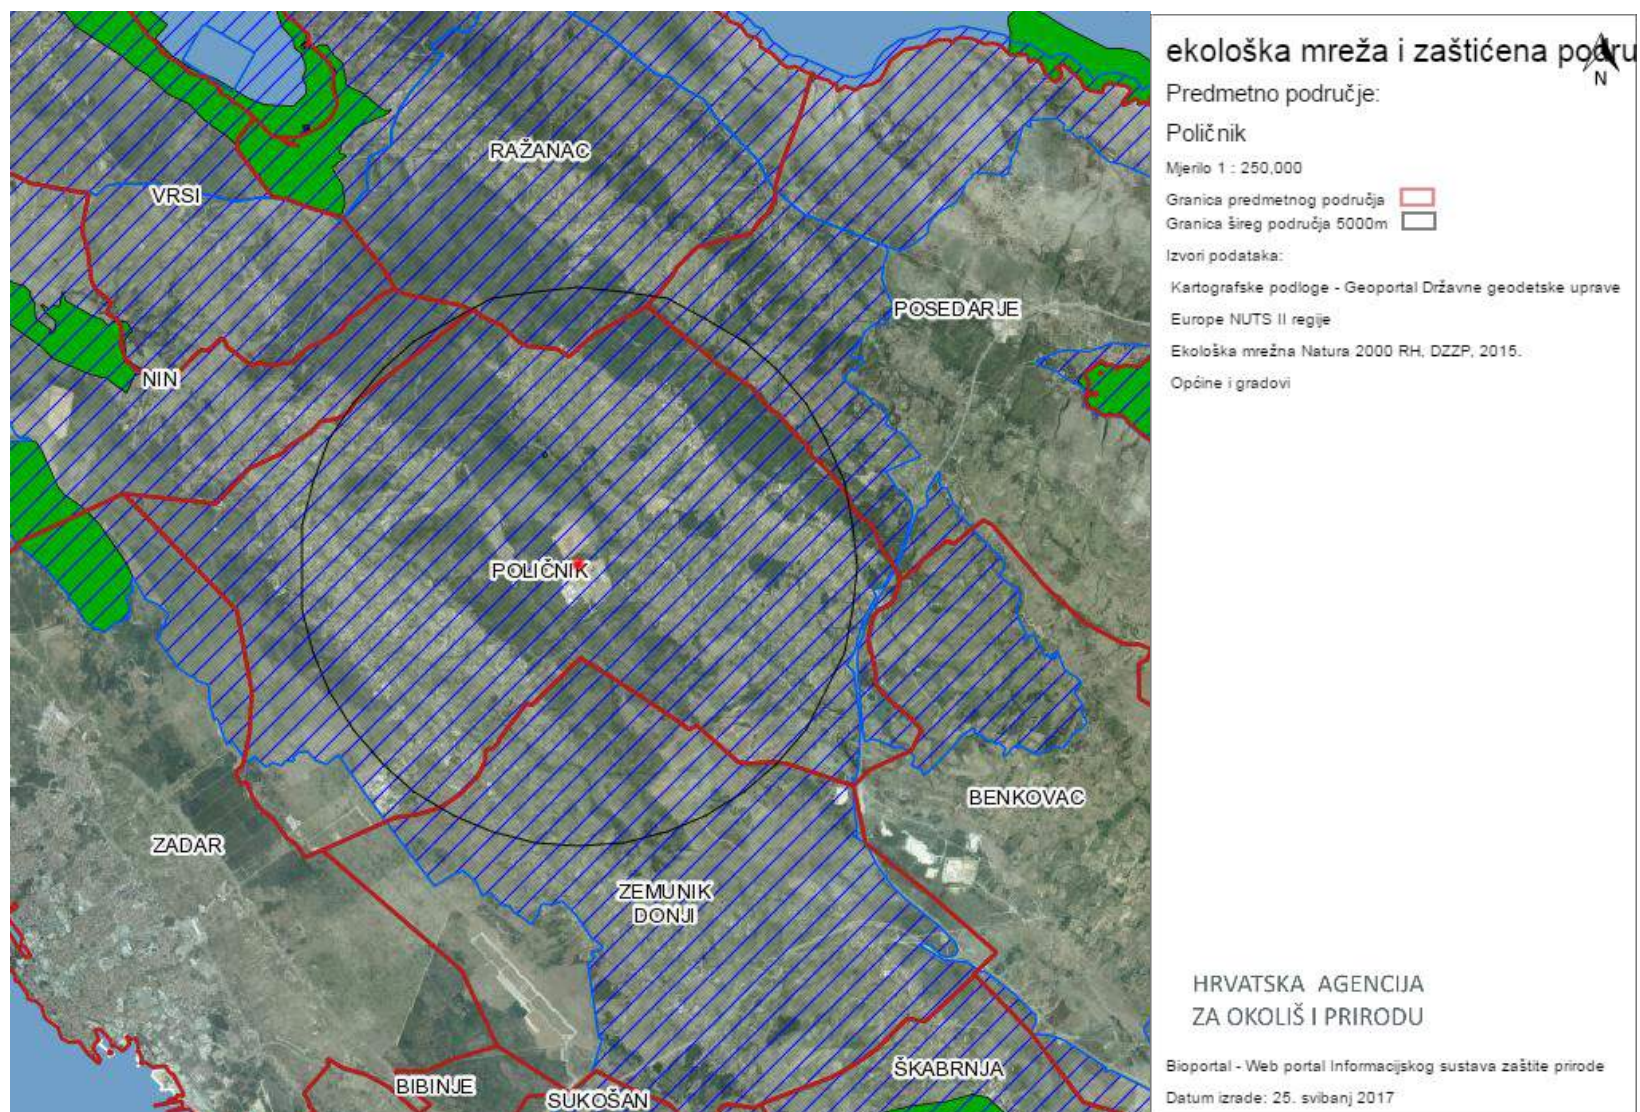 RAŽANAC
VRSI
POSEDARJE
NIN
POLIČNIK
BENKOVAC
ZADAR
ZEMUNIK
DONJI
ŠKABRNJA
BIBINJE
SUKOŠAN
ekološka mreža i zaštićena podru
N
Predmetno područje:
Poličnik
Mjerilo 1 : 250,000
Granica predmetnog područja
Granica šireg područja 5000m
Izvori podataka:
Kartografske podloge - Geoportal Državne geodetske uprave
Europe NUTS II regije
Ekološka mrežna Natura 2000 RH, DZZP, 2015.
Općine i gradovi
HRVATSKA AGENCIJA
ZA OKOLIŠ I PRIRODU
Bioportal - Web portal Informacijskog sustava zaštite prirode
Datum izrade: 25. svibanj 2017